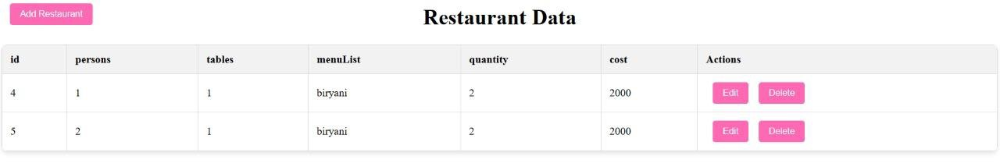 Add Restaurant
Restaurant Data
id persons tables menuList quantity cost Actions
4 1 1 biryani 2 2000 Edit Delete
5 2 1 biryani 2 2000 Edit Delete